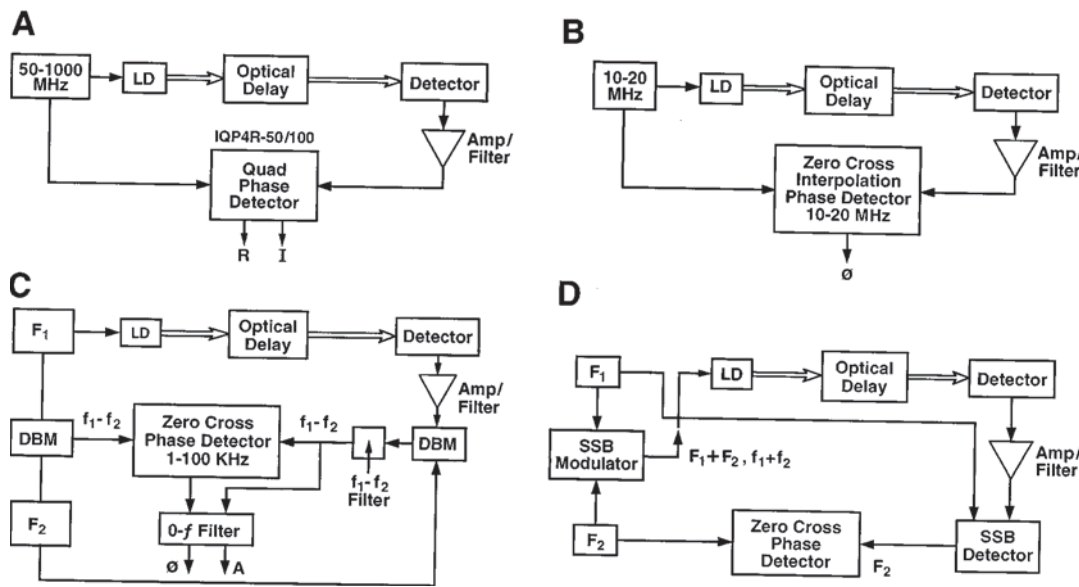 A
50-1000
MHz
LD
Optical
Delay
Detector
Amp/
Filter
IQP4R-50/100
Quad
Phase
Detector
R
I
B
10-20
MHz
LD
Optical
Delay
Detector
Amp/
Filter
Zero Cross
Interpolation
Phase Detector
10-20 MHz
ø
C
F1
LD
Optical
Delay
Detector
Amp/
Filter
DBM
f1-f2
Zero Cross
Phase Detector
1-100 KHz
f1-f2
DBM
f1-f2
Filter
F2
0-f Filter
ø
A
D
F1
LD
Optical
Delay
Detector
SSB
Modulator
F1+F2, f1+f2
Amp/
Filter
F2
Zero Cross
Phase
Detector
F2
SSB
Detector